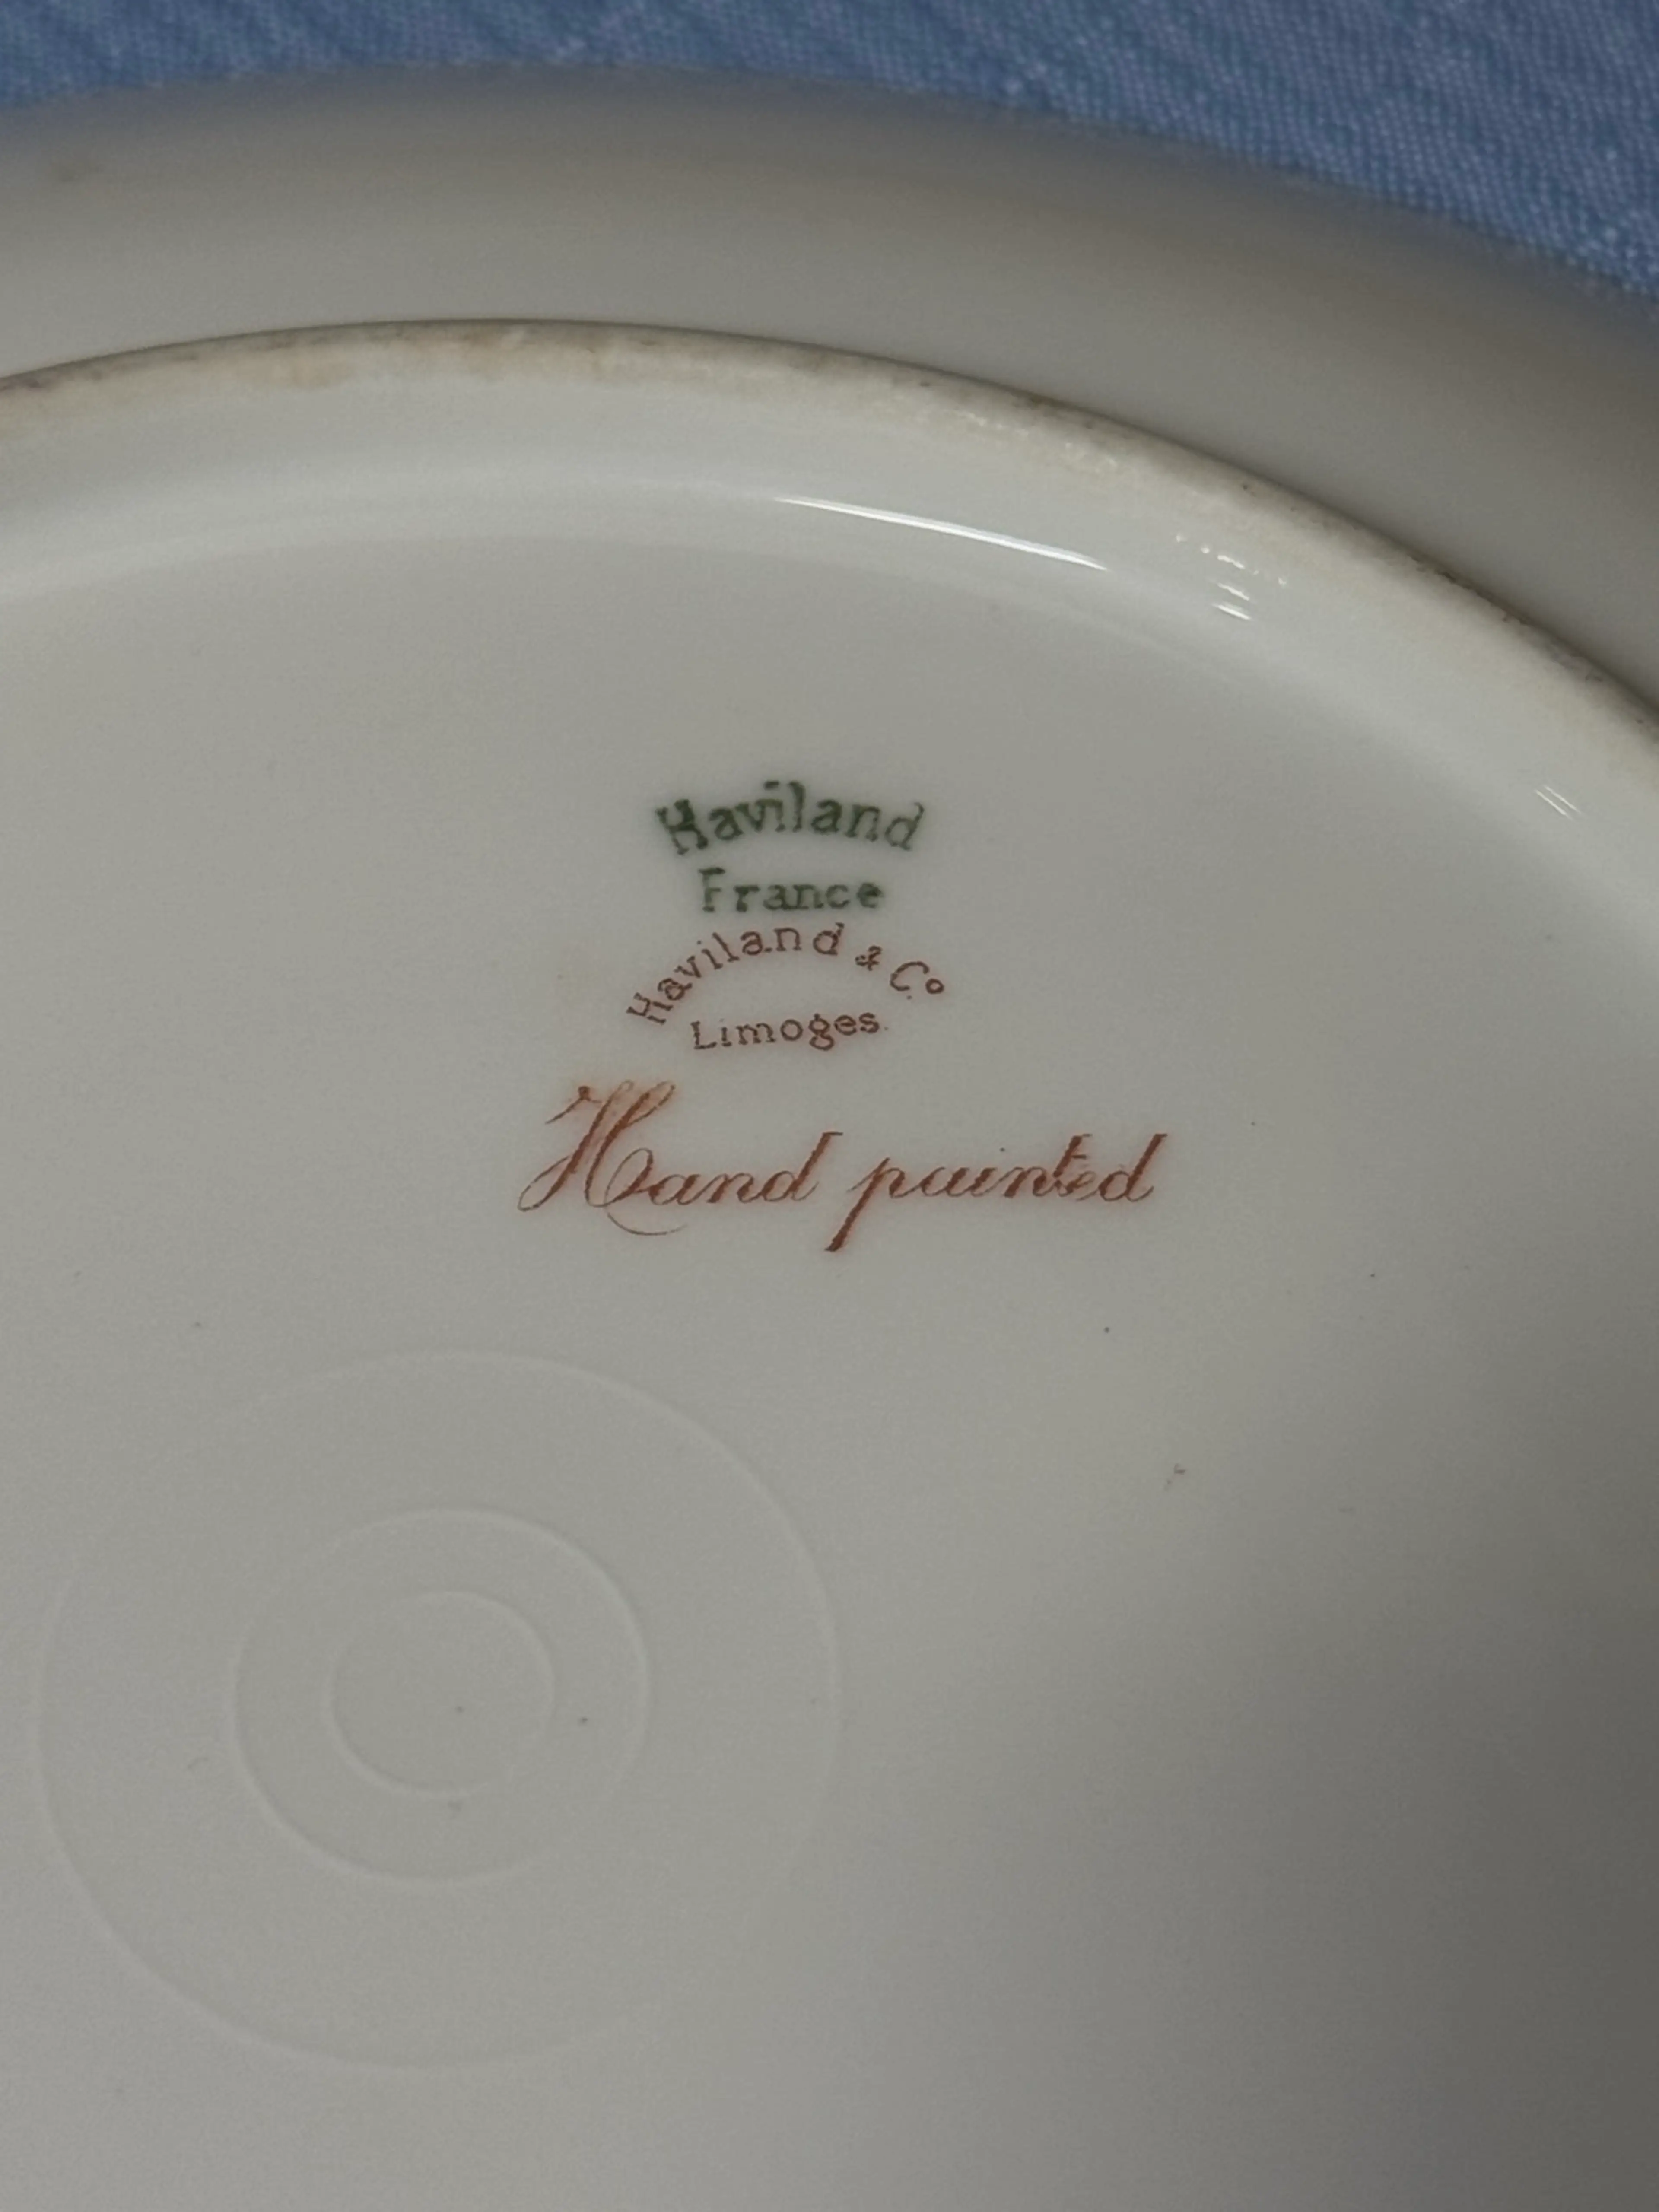 Haviland
France
Haviland & Co
Limoges.
Hand painted